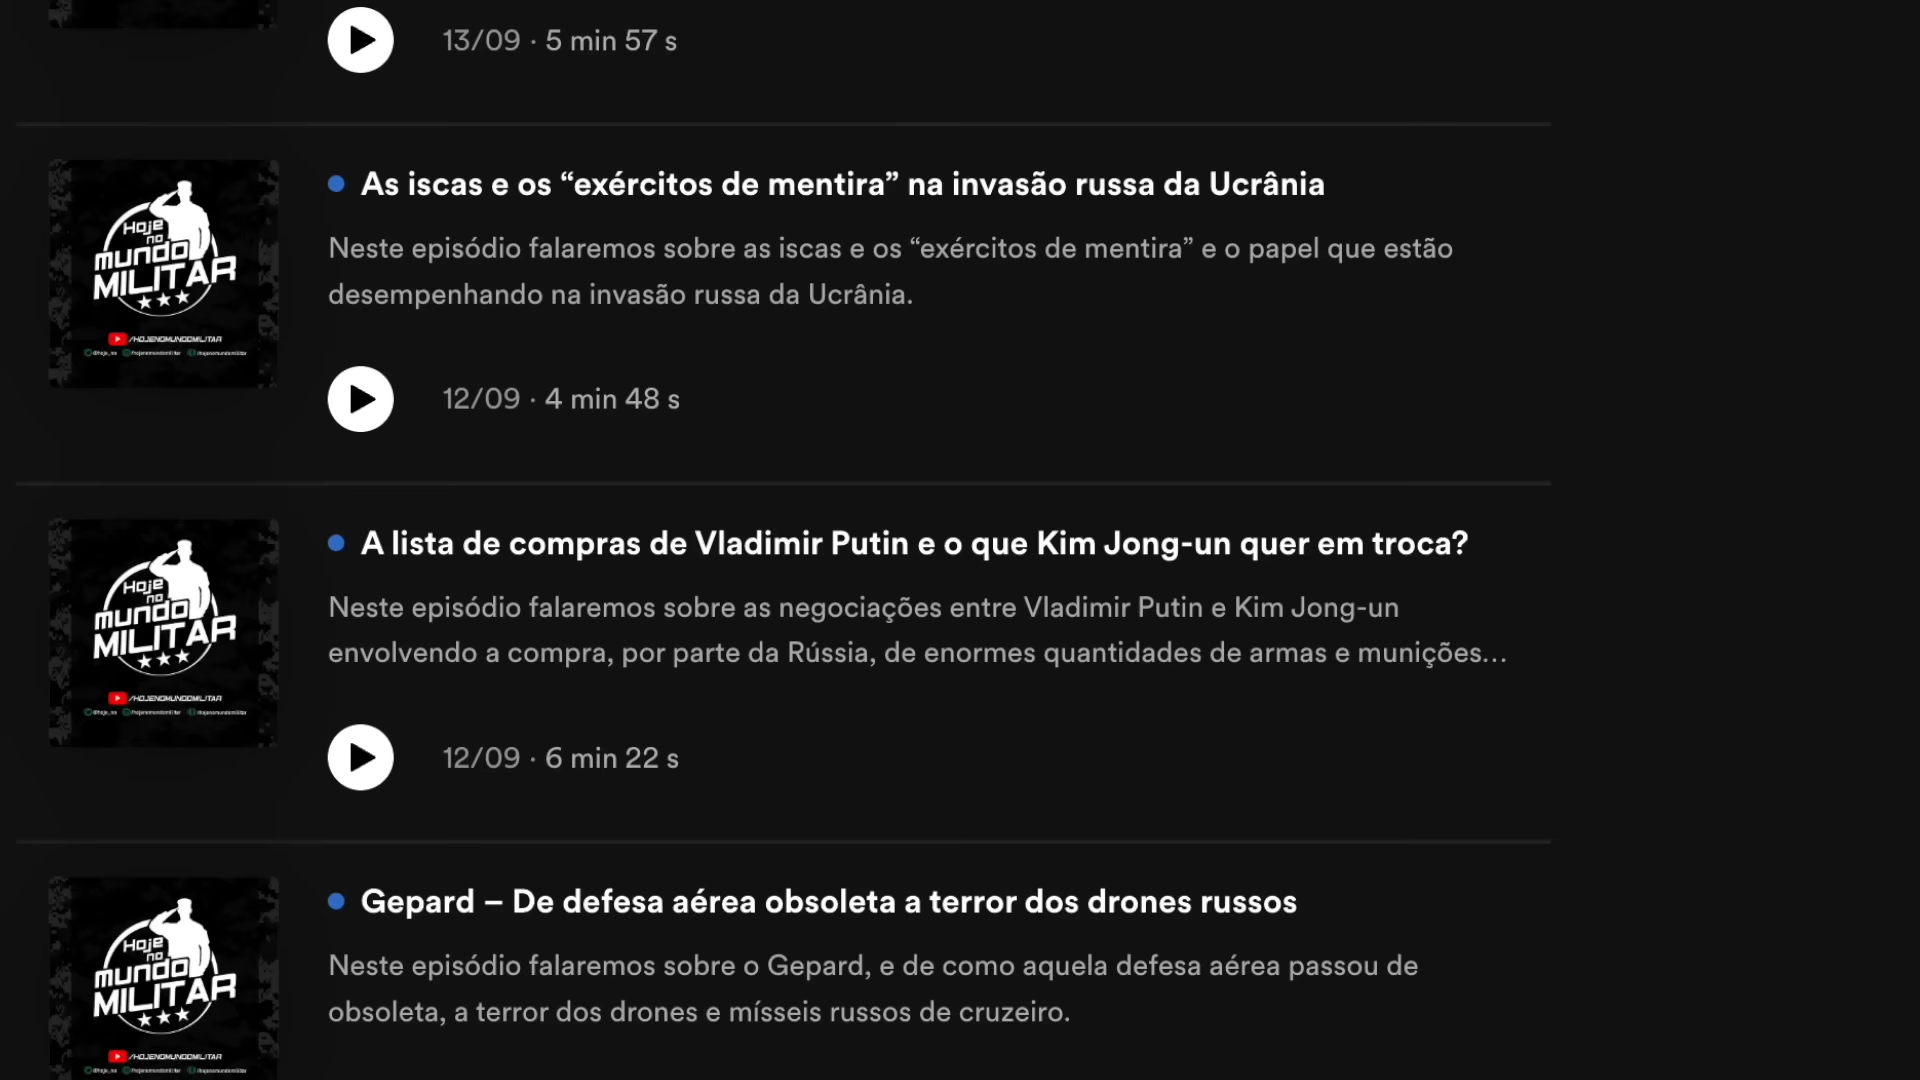 13/09 · 5 min 57 s
Hoje
no
mundo
MILITAR
/HOJENOMUNDOMILITAR
As iscas e os “exércitos de mentira” na invasão russa da Ucrânia
Neste episódio falaremos sobre as iscas e os “exércitos de mentira” e o papel que estão
desempenhando na invasão russa da Ucrânia.
12/09 · 4 min 48 s
Hoje
no
mundo
MILITAR
/HOJENOMUNDOMILITAR
A lista de compras de Vladimir Putin e o que Kim Jong-un quer em troca?
Neste episódio falaremos sobre as negociações entre Vladimir Putin e Kim Jong-un
envolvendo a compra, por parte da Rússia, de enormes quantidades de armas e munições...
12/09 · 6 min 22 s
Hoje
no
mundo
MILITAR
/HOJENOMUNDOMILITAR
Gepard – De defesa aérea obsoleta a terror dos drones russos
Neste episódio falaremos sobre o Gepard, e de como aquela defesa aérea passou de
obsoleta, a terror dos drones e mísseis russos de cruzeiro.